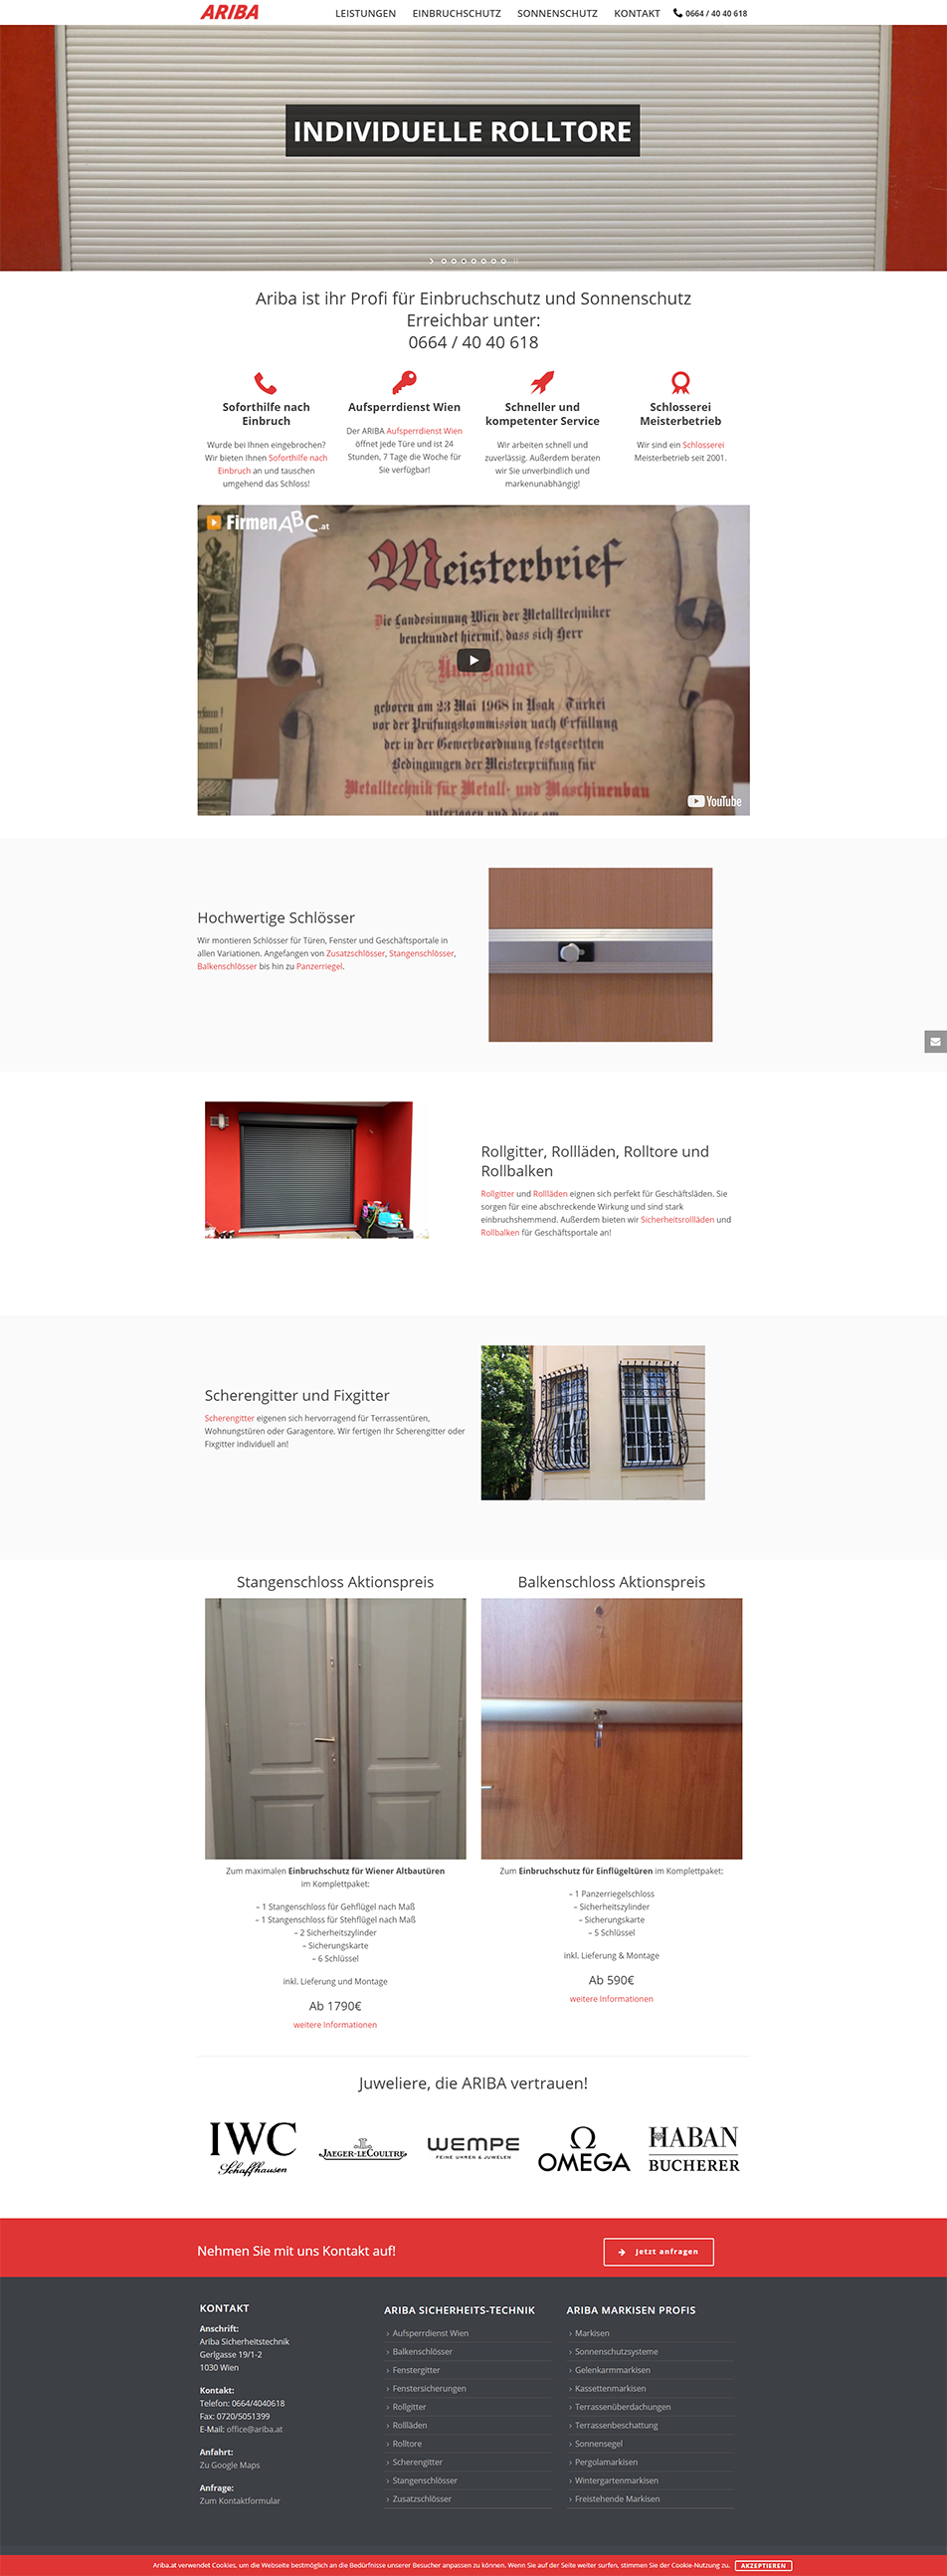 ARIBA
LEISTUNGEN EINBRUCHSCHUTZ SONNENSCHUTZ KONTAKT 0664 / 40 40 618
INDIVIDUELLE ROLLTORE
Ariba ist ihr Profi für Einbruchschutz und Sonnenschutz
Erreichbar unter:
0664 / 40 40 618
Soforthilfe nach
Einbruch
Wurde bei Ihnen eingebrochen?
Wir bieten Ihnen Soforthilfe nach
Einbruch an und tauschen
umgehend das Schloss!
Aufsperrdienst Wien
Der ARIBA Aufsperrdienst Wien
öffnet jede Türe und ist 24
Stunden, 7 Tage die Woche für
Sie verfügbar!
Schneller und
kompetenter Service
Wir arbeiten schnell und
zuverlässig. Außerdem beraten
wir Sie unverbindlich und
markenunabhängig!
Schlosserei
Meisterbetrieb
Wir sind ein Schlosserei
Meisterbetrieb seit 2001.
FirmenABC.at
Meisterbrief
Die Landesinnung Wien der Metalltechniker
beurkundet hiermit, dass sich Herr
geboren am 23 Mai 1968 in Usak / Türkei
vor der Prüfungskommission nach Erfüllung
der in der Gewerbeordnung festgesetzten
Bedingungen der Meisterprüfung für
Metalltechnik für Metall- und Maschinenbau
unterzogen und diese am
YouTube
Hochwertige Schlösser
Wir montieren Schlösser für Türen, Fenster und Geschäftsportale in
allen Variationen. Angefangen von Zusatzschlösser, Stangenschlösser,
Balkenschlösser bis hin zu Panzerriegel.
Rollgitter, Rollläden, Rolltore und
Rollbalken
Rollgitter und Rollläden eignen sich perfekt für Geschäftsläden. Sie
sorgen für eine abschreckende Wirkung und sind stark
einbruchshemmend. Außerdem bieten wir Sicherheitsrollläden und
Rollbalken für Geschäftsportale an!
Scherengitter und Fixgitter
Scherengitter eigenen sich hervorragend für Terrassentüren,
Wohnungstüren oder Garagentore. Wir fertigen Ihr Scherengitter oder
Fixgitter individuell an!
Stangenschloss Aktionspreis
Zum maximalen Einbruchschutz für Wiener Altbautüren
im Komplettpaket:
– 1 Stangenschloss für Gehflügel nach Maß
– 1 Stangenschloss für Stehflügel nach Maß
– 2 Sicherheitszylinder
– Sicherungskarte
– 6 Schlüssel
inkl. Lieferung und Montage
Ab 1790€
weitere Informationen
Balkenschloss Aktionspreis
Zum Einbruchschutz für Einflügeltüren im Komplettpaket:
– 1 Panzerriegelschloss
– Sicherheitszylinder
– Sicherungskarte
– 5 Schlüssel
inkl. Lieferung & Montage
Ab 590€
weitere Informationen
Juweliere, die ARIBA vertrauen!
IWC
Schaffhausen
JAEGER-LECOULTRE
WEMPE
FEINE UHREN & JUWELEN
Ω
OMEGA
HABAN
BUCHERER
Nehmen Sie mit uns Kontakt auf!
Jetzt anfragen
KONTAKT
Anschrift:
Ariba Sicherheitstechnik
Gerlgasse 19/1-2
1030 Wien
Kontakt:
Telefon: 0664/4040618
Fax: 0720/5051399
E-Mail: office@ariba.at
Anfahrt:
Zu Google Maps
Anfrage:
Zum Kontaktformular
ARIBA SICHERHEITS-TECHNIK
› Aufsperrdienst Wien
› Balkenschlösser
› Fenstergitter
› Fenstersicherungen
› Rollgitter
› Rollläden
› Rolltore
› Scherengitter
› Stangenschlösser
› Zusatzschlösser
ARIBA MARKISEN PROFIS
› Markisen
› Sonnenschutzsysteme
› Gelenkarmmarkisen
› Kassettenmarkisen
› Terrassenüberdachungen
› Terrassenbeschattung
› Sonnensegel
› Pergolamarkisen
› Wintergartenmarkisen
› Freistehende Markisen
Ariba.at verwendet Cookies, um die Webseite bestmöglich an die Bedürfnisse unserer Besucher anpassen zu können. Wenn Sie auf der Seite weiter surfen, stimmen Sie der Cookie-Nutzung zu. AKZEPTIEREN